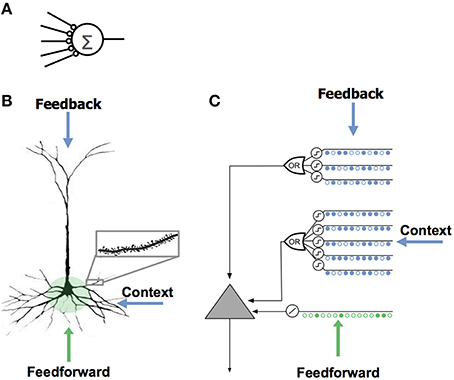 A
Σ
B
Feedback
Context
Feedforward
C
Feedback
OR
OR
Context
Feedforward